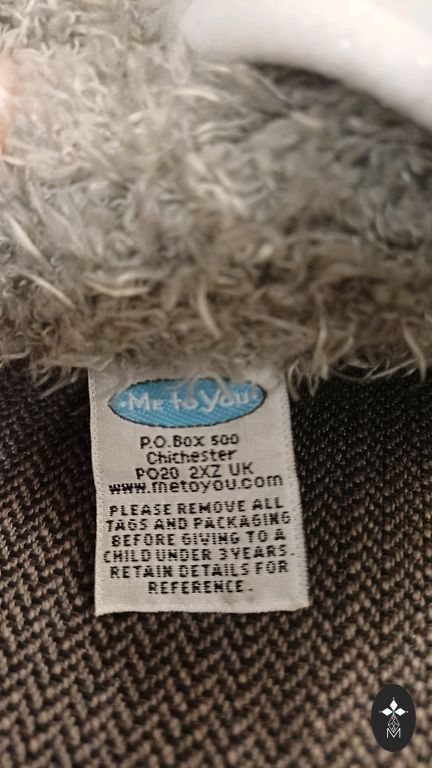 ·ME to YOU·
P.O.Box 500
Chichester
PO20 2XZ UK
www.metoyou.com
PLEASE REMOVE ALL
TAGS AND PACKAGING
BEFORE GIVING TO A
CHILD UNDER 3 YEARS.
RETAIN DETAILS FOR
REFERENCE.
M